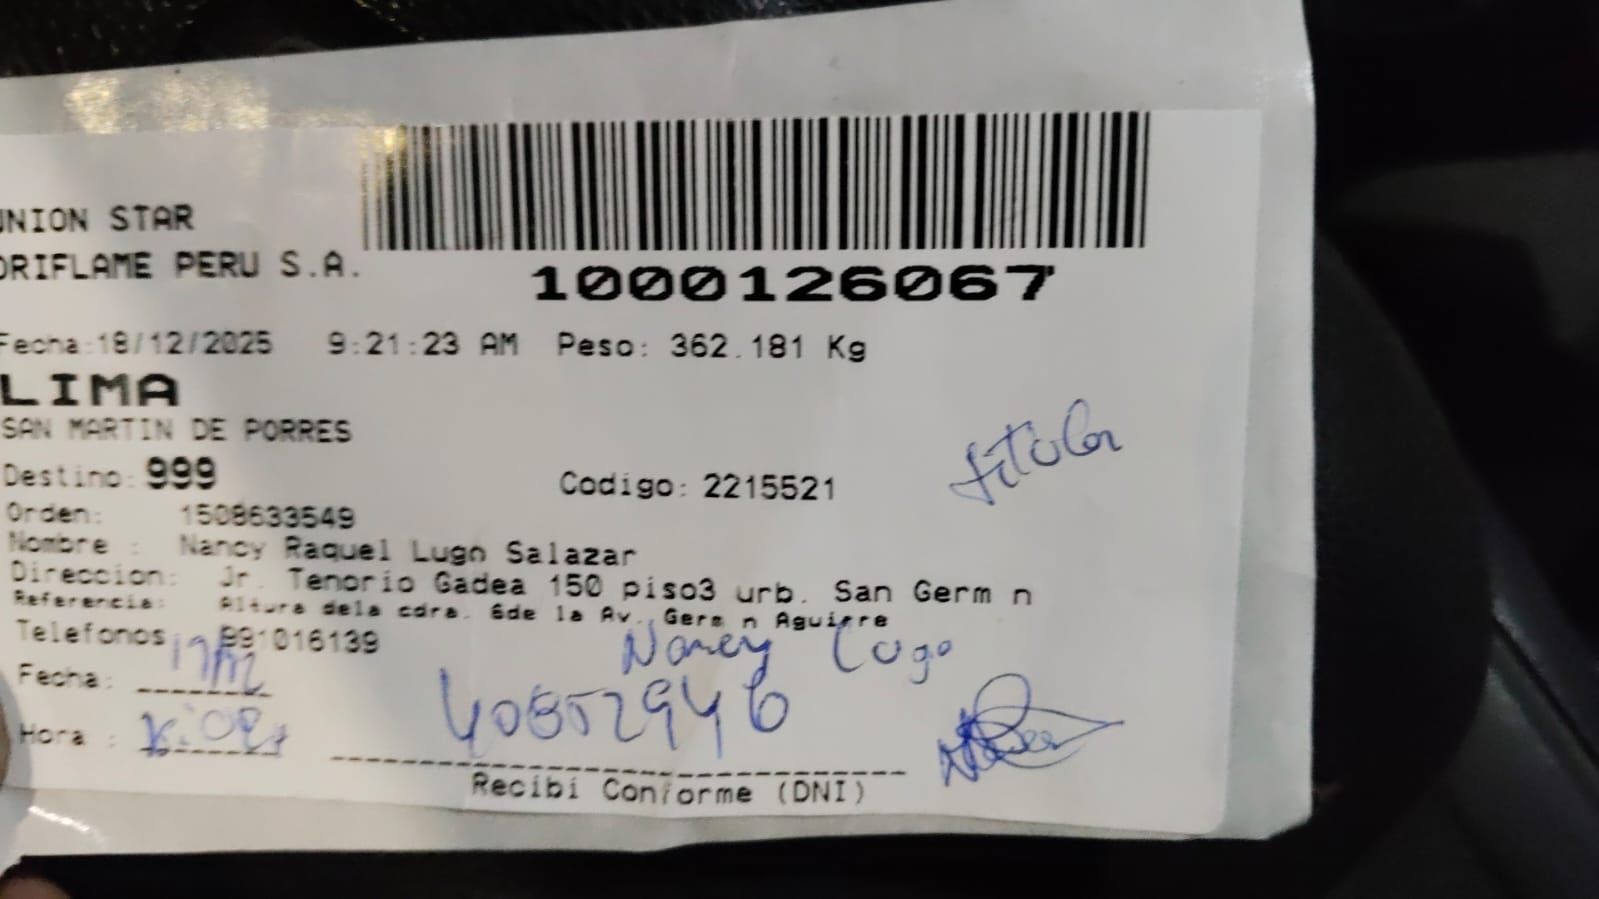 UNION STAR
ORIFLAME PERU S.A.
1000126067
Fecha:18/12/2025 9:21:23 AM Peso: 362.181 Kg
LIMA
SAN MARTIN DE PORRES
Destino: 999 Codigo: 2215521
titular
Orden: 1508633549
Nombre : Nancy Raquel Lugo Salazar
Direccion: Jr. Tenorio Gadea 150 piso3 urb. San Germ n
Referencia: Altura dela cdra. 6de la Av. Germ n Aguirre
Telefonos 991016139
Nancy Lugo
Fecha:
40852946
Hora :
Recibi Conforme (DNI)